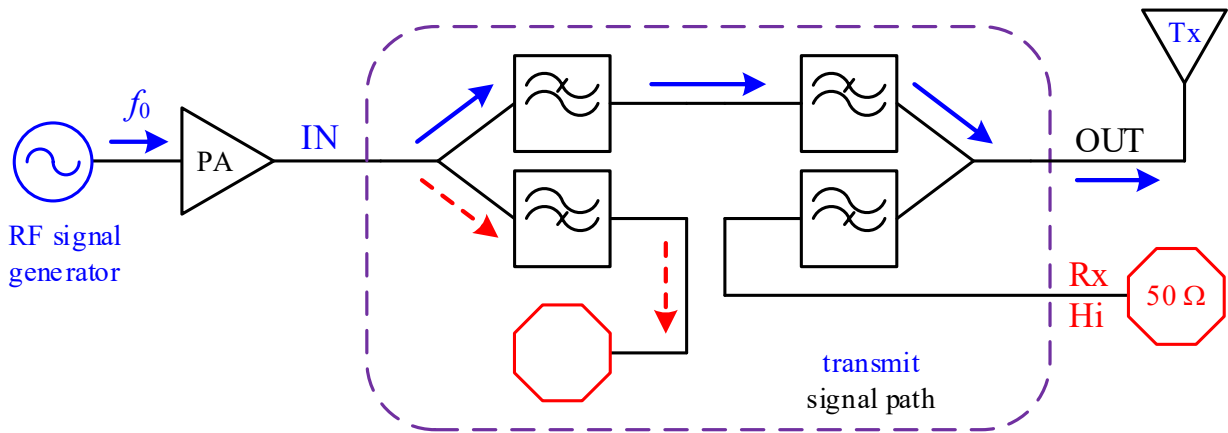 Tx
f0
PA
IN
OUT
RF signal
generator
Rx
Hi
50 Ω
transmit
signal path